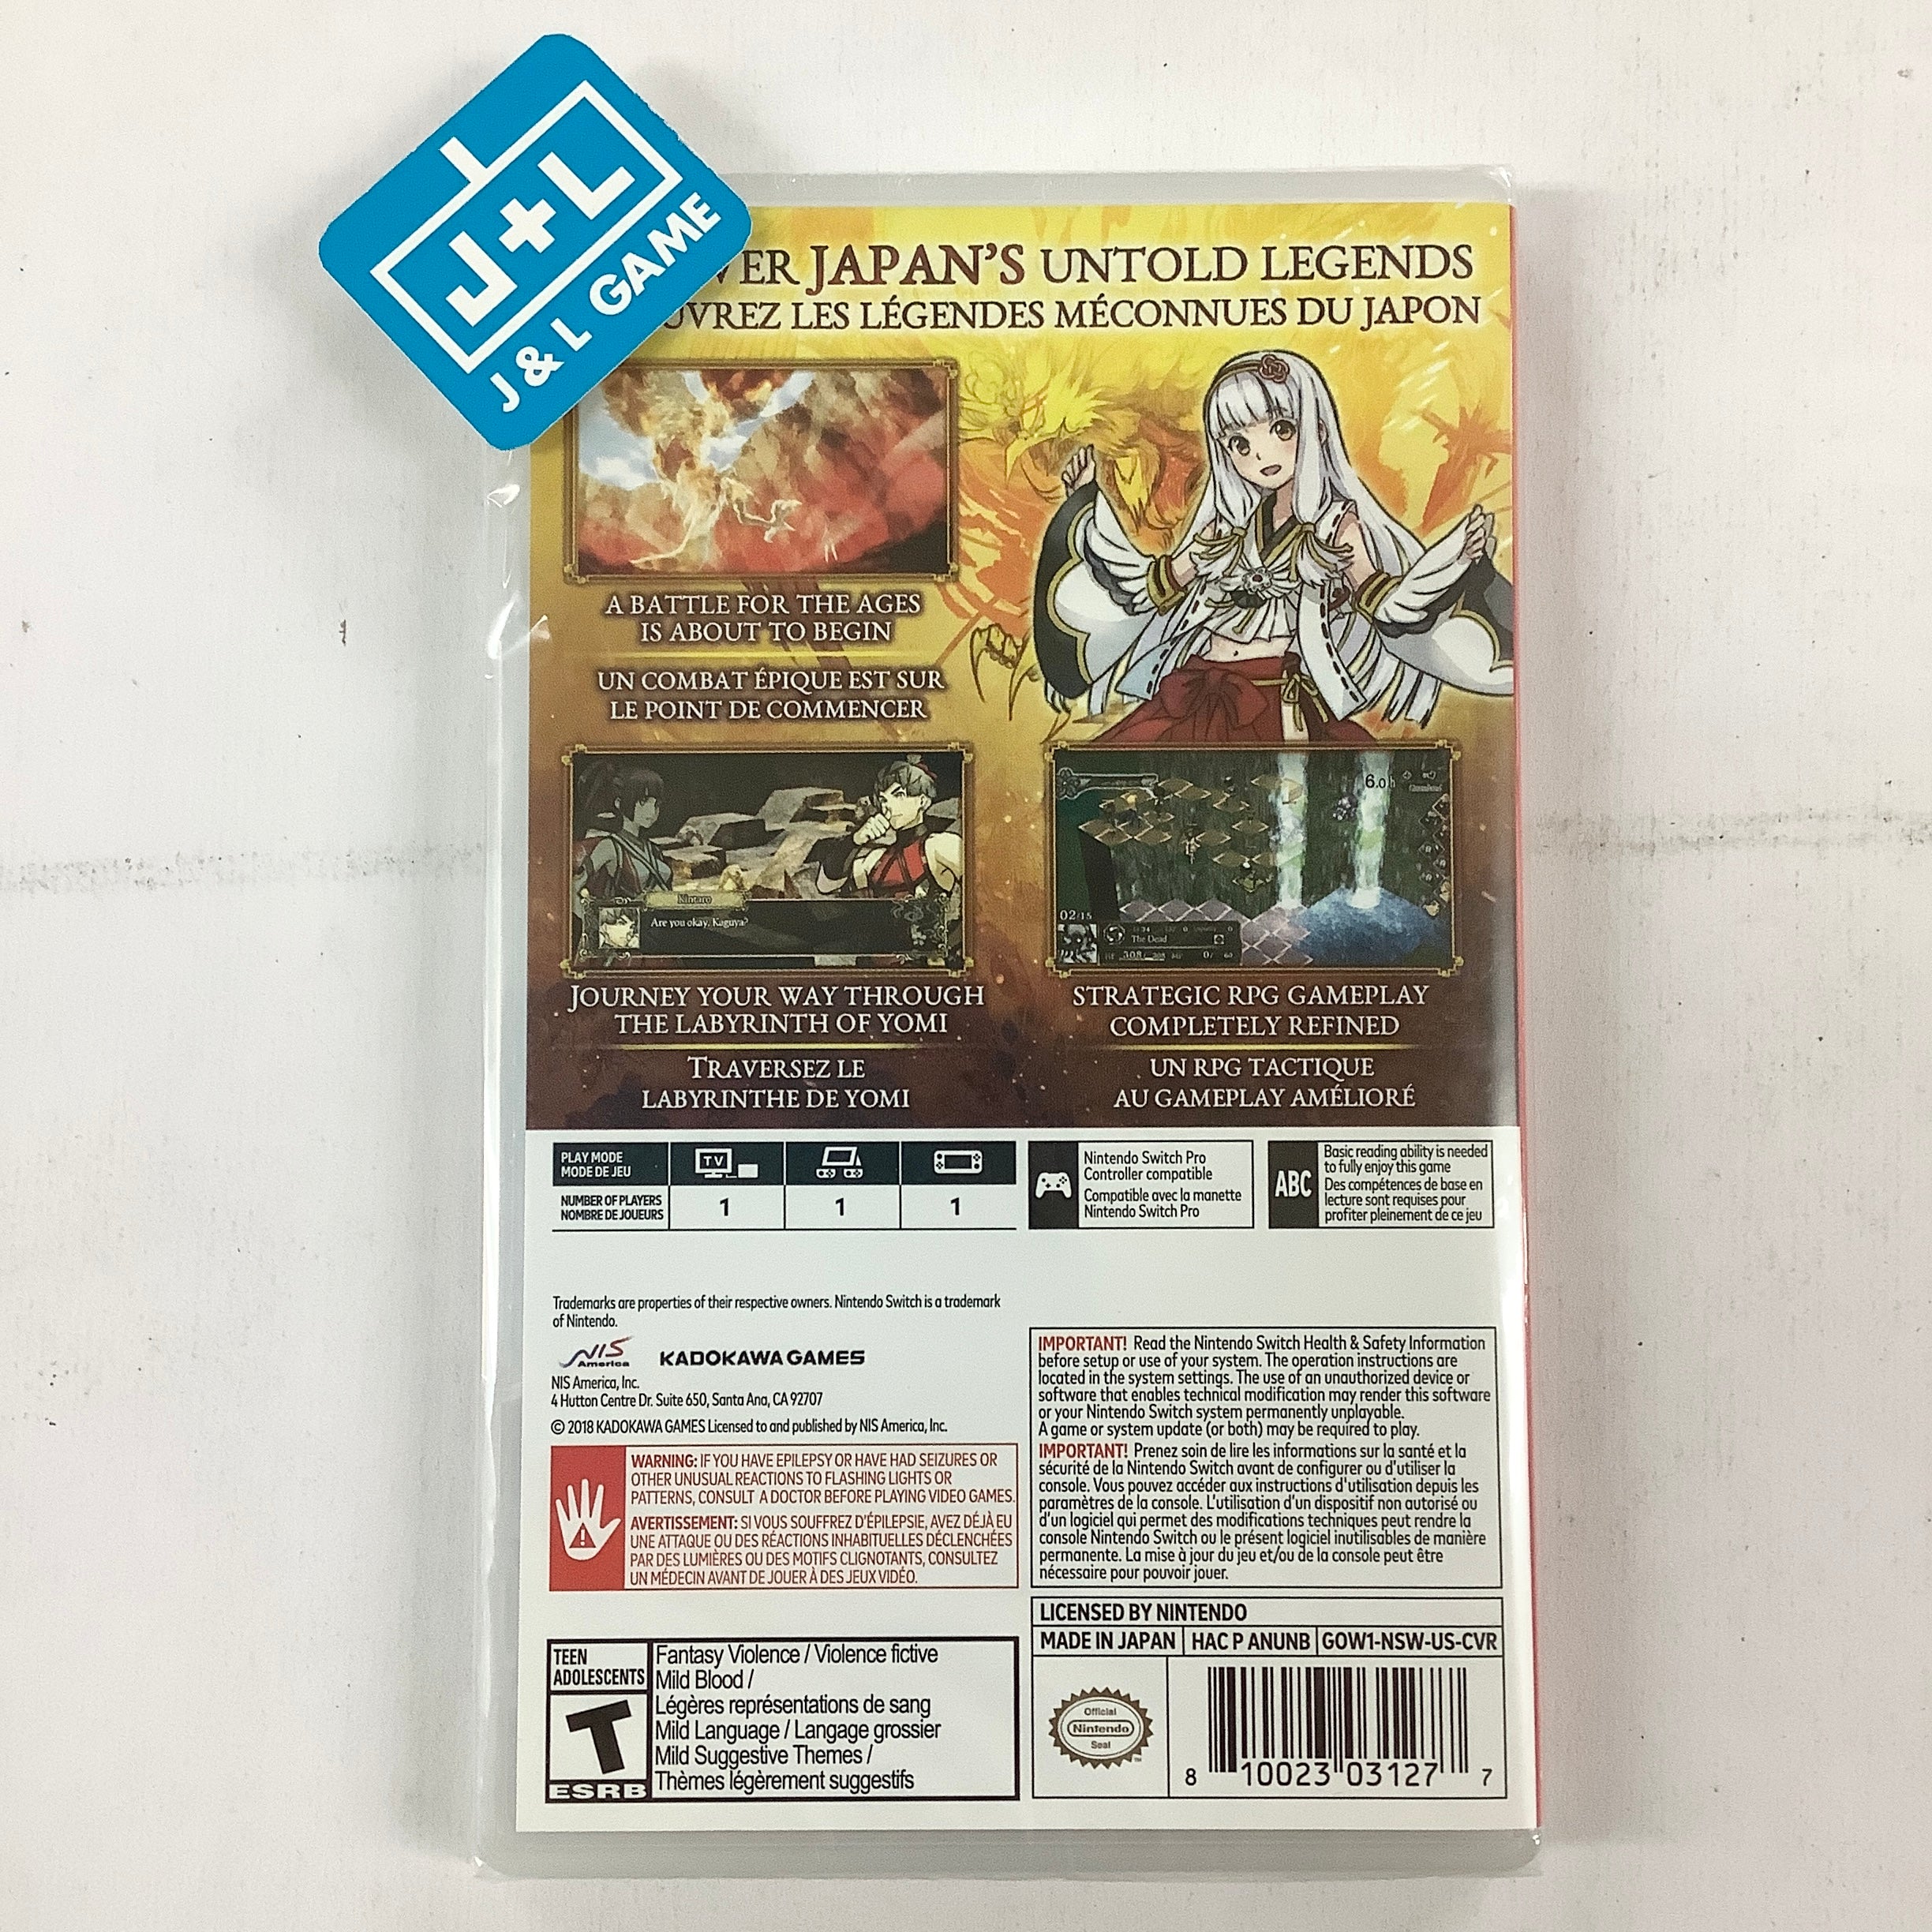 J+L
J & L GAME
VER JAPAN'S UNTOLD LEGENDS
UVREZ LES LÉGENDES MÉCONNUES DU JAPON
A BATTLE FOR THE AGES
IS ABOUT TO BEGIN
UN COMBAT ÉPIQUE EST SUR
LE POINT DE COMMENCER
Kintaro
Are you okay, Kaguya?
6.0
02/15
The Dead
JOURNEY YOUR WAY THROUGH
THE LABYRINTH OF YOMI
TRAVERSEZ LE
LABYRINTHE DE YOMI
STRATEGIC RPG GAMEPLAY
COMPLETELY REFINED
UN RPG TACTIQUE
AU GAMEPLAY AMÉLIORÉ
PLAY MODE
MODE DE JEU
TV
NUMBER OF PLAYERS
NOMBRE DE JOUEURS
1 1 1
Nintendo Switch Pro
Controller compatible
Compatible avec la manette
Nintendo Switch Pro
ABC
Basic reading ability is needed
to fully enjoy this game
Des compétences de base en
lecture sont requises pour
profiter pleinement de ce jeu
Trademarks are properties of their respective owners. Nintendo Switch is a trademark
of Nintendo.
NIS America
KADOKAWA GAMES
NIS America, Inc.
4 Hutton Centre Dr. Suite 650, Santa Ana, CA 92707
© 2018 KADOKAWA GAMES Licensed to and published by NIS America, Inc.
WARNING: IF YOU HAVE EPILEPSY OR HAVE HAD SEIZURES OR
OTHER UNUSUAL REACTIONS TO FLASHING LIGHTS OR
PATTERNS, CONSULT A DOCTOR BEFORE PLAYING VIDEO GAMES.
AVERTISSEMENT: SI VOUS SOUFFREZ D'ÉPILEPSIE, AVEZ DÉJÀ EU
UNE ATTAQUE OU DES RÉACTIONS INHABITUELLES DÉCLENCHÉES
PAR DES LUMIÈRES OU DES MOTIFS CLIGNOTANTS, CONSULTEZ
UN MÉDECIN AVANT DE JOUER À DES JEUX VIDÉO.
IMPORTANT! Read the Nintendo Switch Health & Safety Information
before setup or use of your system. The operation instructions are
located in the system settings. The use of an unauthorized device or
software that enables technical modification may render this software
or your Nintendo Switch system permanently unplayable.
A game or system update (or both) may be required to play.
IMPORTANT! Prenez soin de lire les informations sur la santé et la
sécurité de la Nintendo Switch avant de configurer ou d'utiliser la
console. Vous pouvez accéder aux instructions d'utilisation depuis les
paramètres de la console. L'utilisation d'un dispositif non autorisé ou
d'un logiciel qui permet des modifications techniques peut rendre la
console Nintendo Switch ou le présent logiciel inutilisables de manière
permanente. La mise à jour du jeu et/ou de la console peut être
nécessaire pour pouvoir jouer.
TEEN
ADOLESCENTS
T
ESRB
Fantasy Violence / Violence fictive
Mild Blood /
Légères représentations de sang
Mild Language / Langage grossier
Mild Suggestive Themes /
Thèmes légèrement suggestifs
LICENSED BY NINTENDO
MADE IN JAPAN HAC P ANUNB GOW1-NSW-US-CVR
Official
Nintendo
Seal
TM
8 10023 03127 7